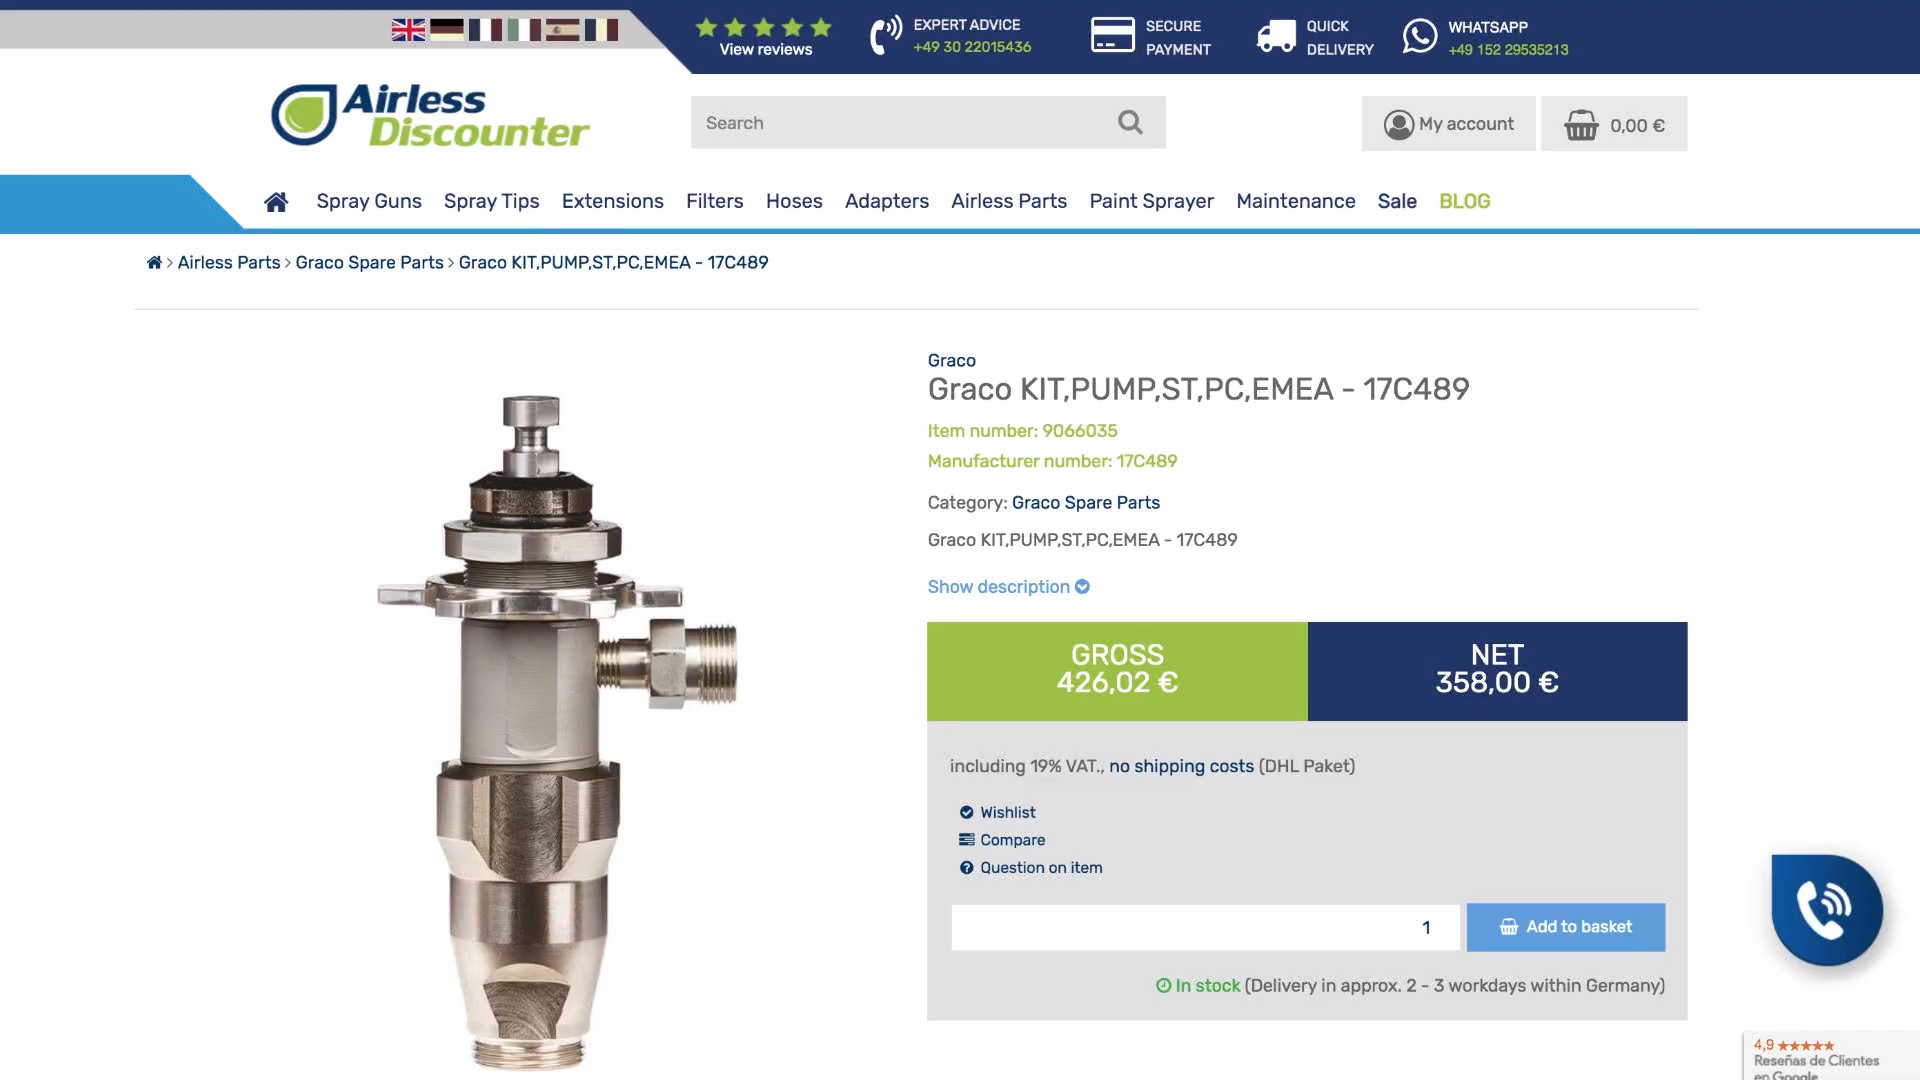 View reviews
EXPERT ADVICE
+49 30 22015436
SECURE
PAYMENT
QUICK
DELIVERY
WHATSAPP
+49 152 29535213
Airless
Discounter
Search
My account
0,00 €
Spray Guns Spray Tips Extensions Filters Hoses Adapters Airless Parts Paint Sprayer Maintenance Sale BLOG
> Airless Parts > Graco Spare Parts > Graco KIT,PUMP,ST,PC,EMEA - 17C489
Graco
Graco KIT,PUMP,ST,PC,EMEA - 17C489
Item number: 9066035
Manufacturer number: 17C489
Category: Graco Spare Parts
Graco KIT,PUMP,ST,PC,EMEA - 17C489
Show description
GROSS
426,02 €
NET
358,00 €
including 19% VAT., no shipping costs (DHL Paket)
Wishlist
Compare
Question on item
1
Add to basket
In stock (Delivery in approx. 2 - 3 workdays within Germany)
4,9 ★★★★★
Reseñas de Clientes
en Google